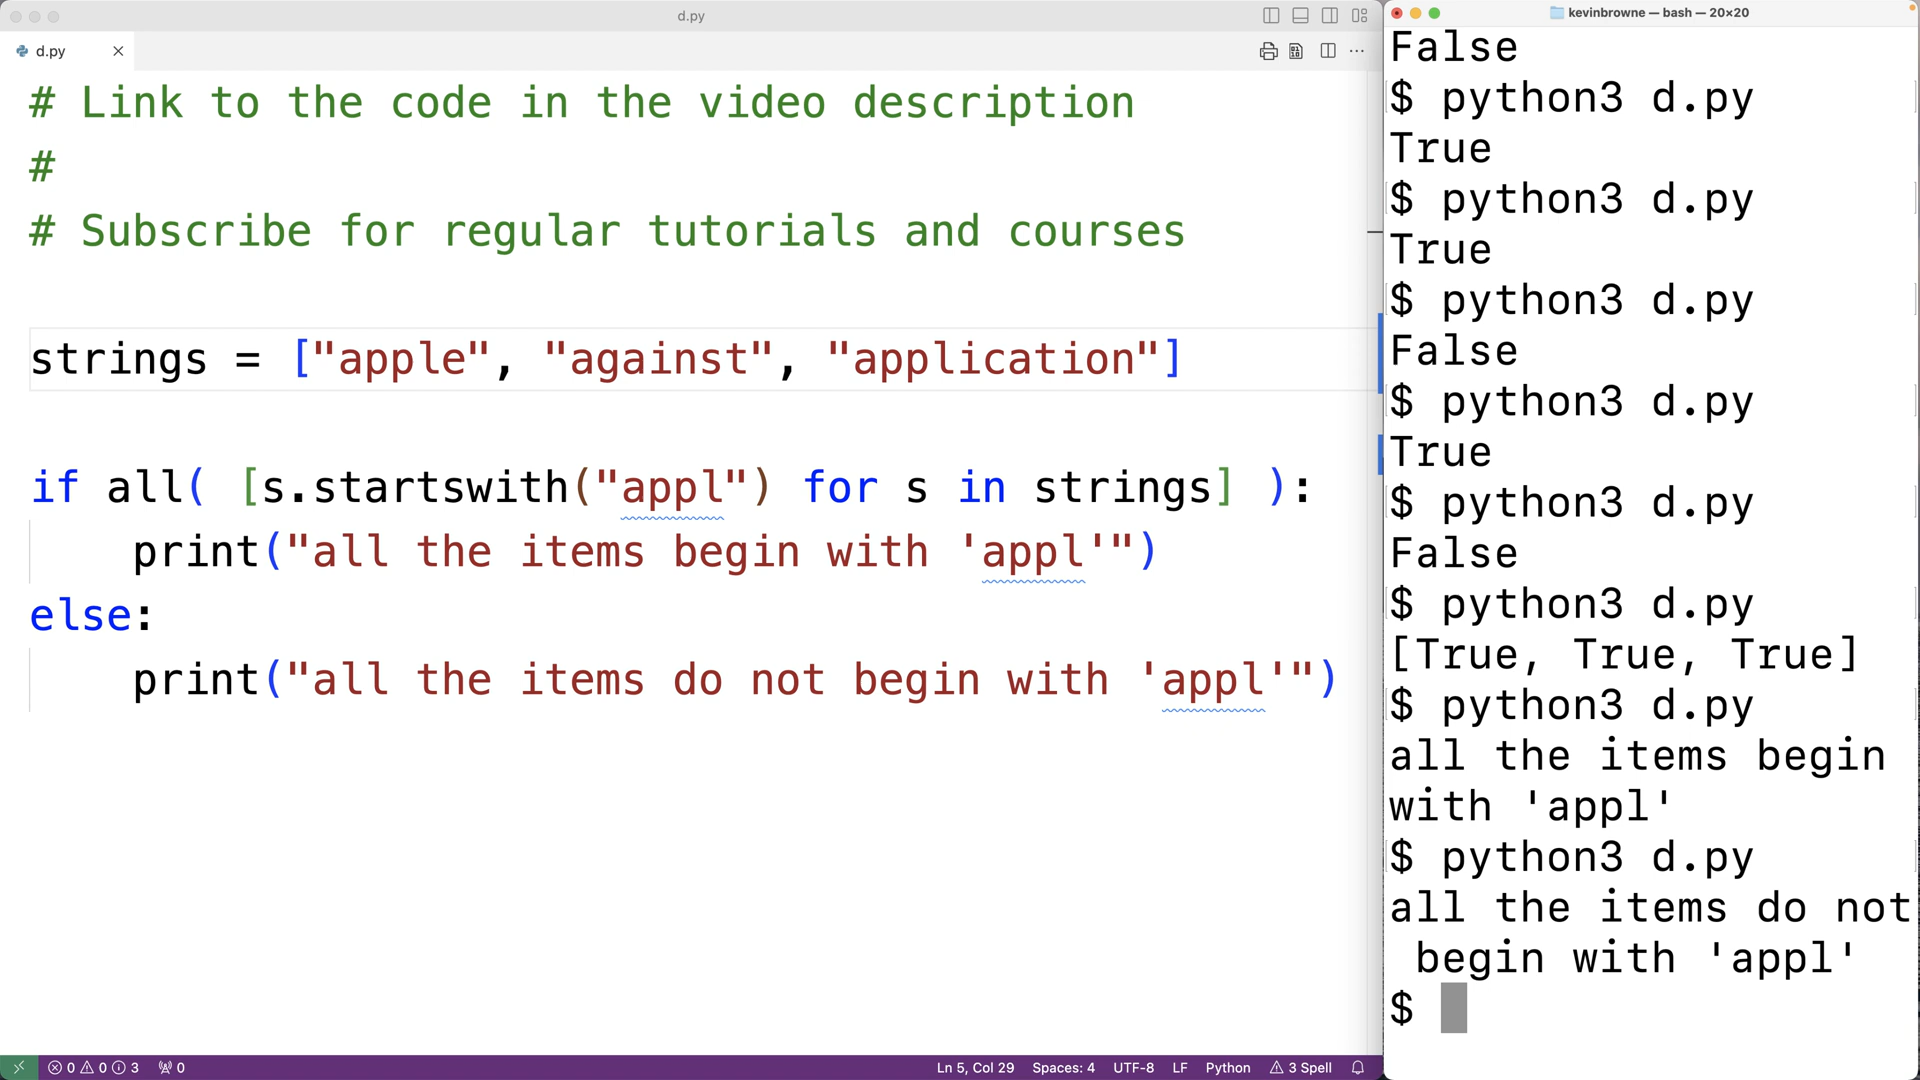 d.py
d.py
# Link to the code in the video description
#
# Subscribe for regular tutorials and courses
strings = ["apple", "against", "application"]
if all( [s.startswith("appl") for s in strings] ):
    print("all the items begin with 'appl'")
else:
    print("all the items do not begin with 'appl'")
0 0 3 0
Ln 5, Col 29 Spaces: 4 UTF-8 LF Python 3 Spell
kevinbrowne — bash — 20×20
False
$ python3 d.py
True
$ python3 d.py
True
$ python3 d.py
False
$ python3 d.py
True
$ python3 d.py
False
$ python3 d.py
[True, True, True]
$ python3 d.py
all the items begin
with 'appl'
$ python3 d.py
all the items do not
 begin with 'appl'
$